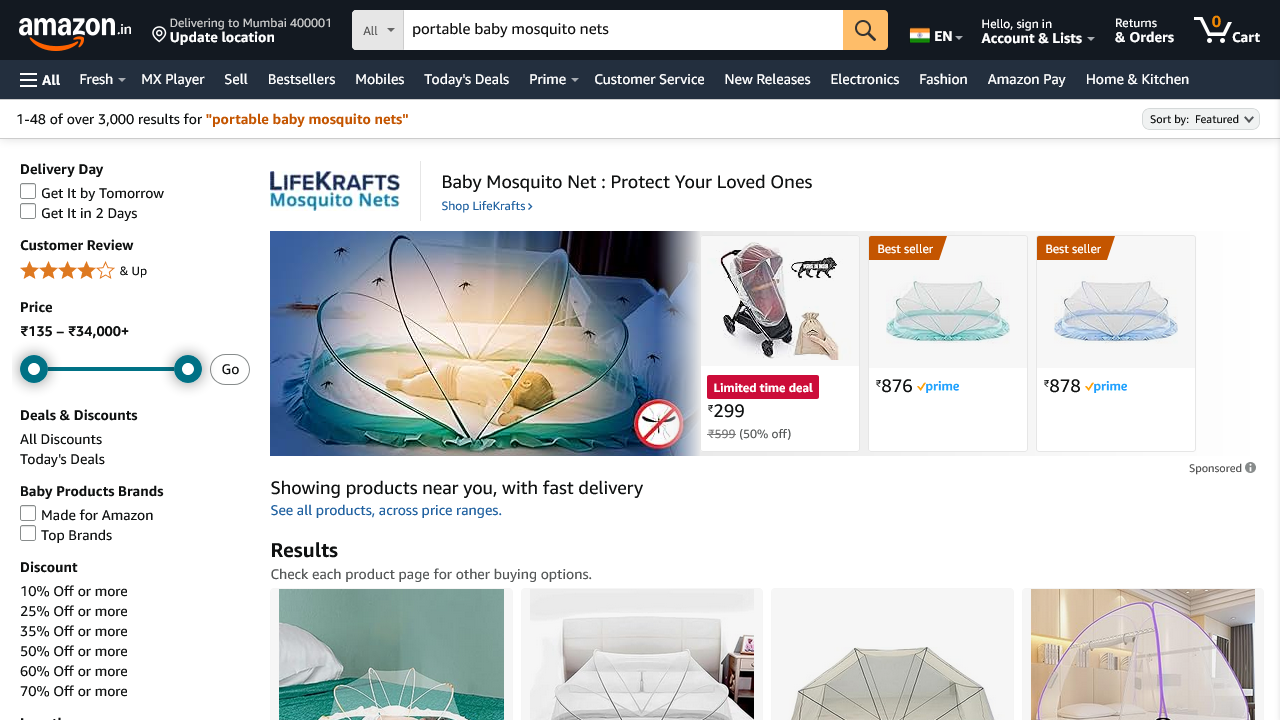 amazon.in
Delivering to Mumbai 400001
Update location
All
portable baby mosquito nets
EN
Hello, sign in
Account & Lists
Returns
& Orders
0
Cart
All
Fresh
MX Player
Sell
Bestsellers
Mobiles
Today's Deals
Prime
Customer Service
New Releases
Electronics
Fashion
Amazon Pay
Home & Kitchen
1-48 of over 3,000 results for "portable baby mosquito nets"
Sort by: Featured
Delivery Day
Get It by Tomorrow
Get It in 2 Days
Customer Review
& Up
Price
₹135 – ₹34,000+
Go
Deals & Discounts
All Discounts
Today's Deals
Baby Products Brands
Made for Amazon
Top Brands
Discount
10% Off or more
25% Off or more
35% Off or more
50% Off or more
60% Off or more
70% Off or more
LIFEKRAFTS
Mosquito Nets
Baby Mosquito Net : Protect Your Loved Ones
Shop LifeKrafts
Limited time deal
₹299
₹599 (50% off)
Best seller
₹876 prime
Best seller
₹878 prime
Sponsored
Showing products near you, with fast delivery
See all products, across price ranges.
Results
Check each product page for other buying options.